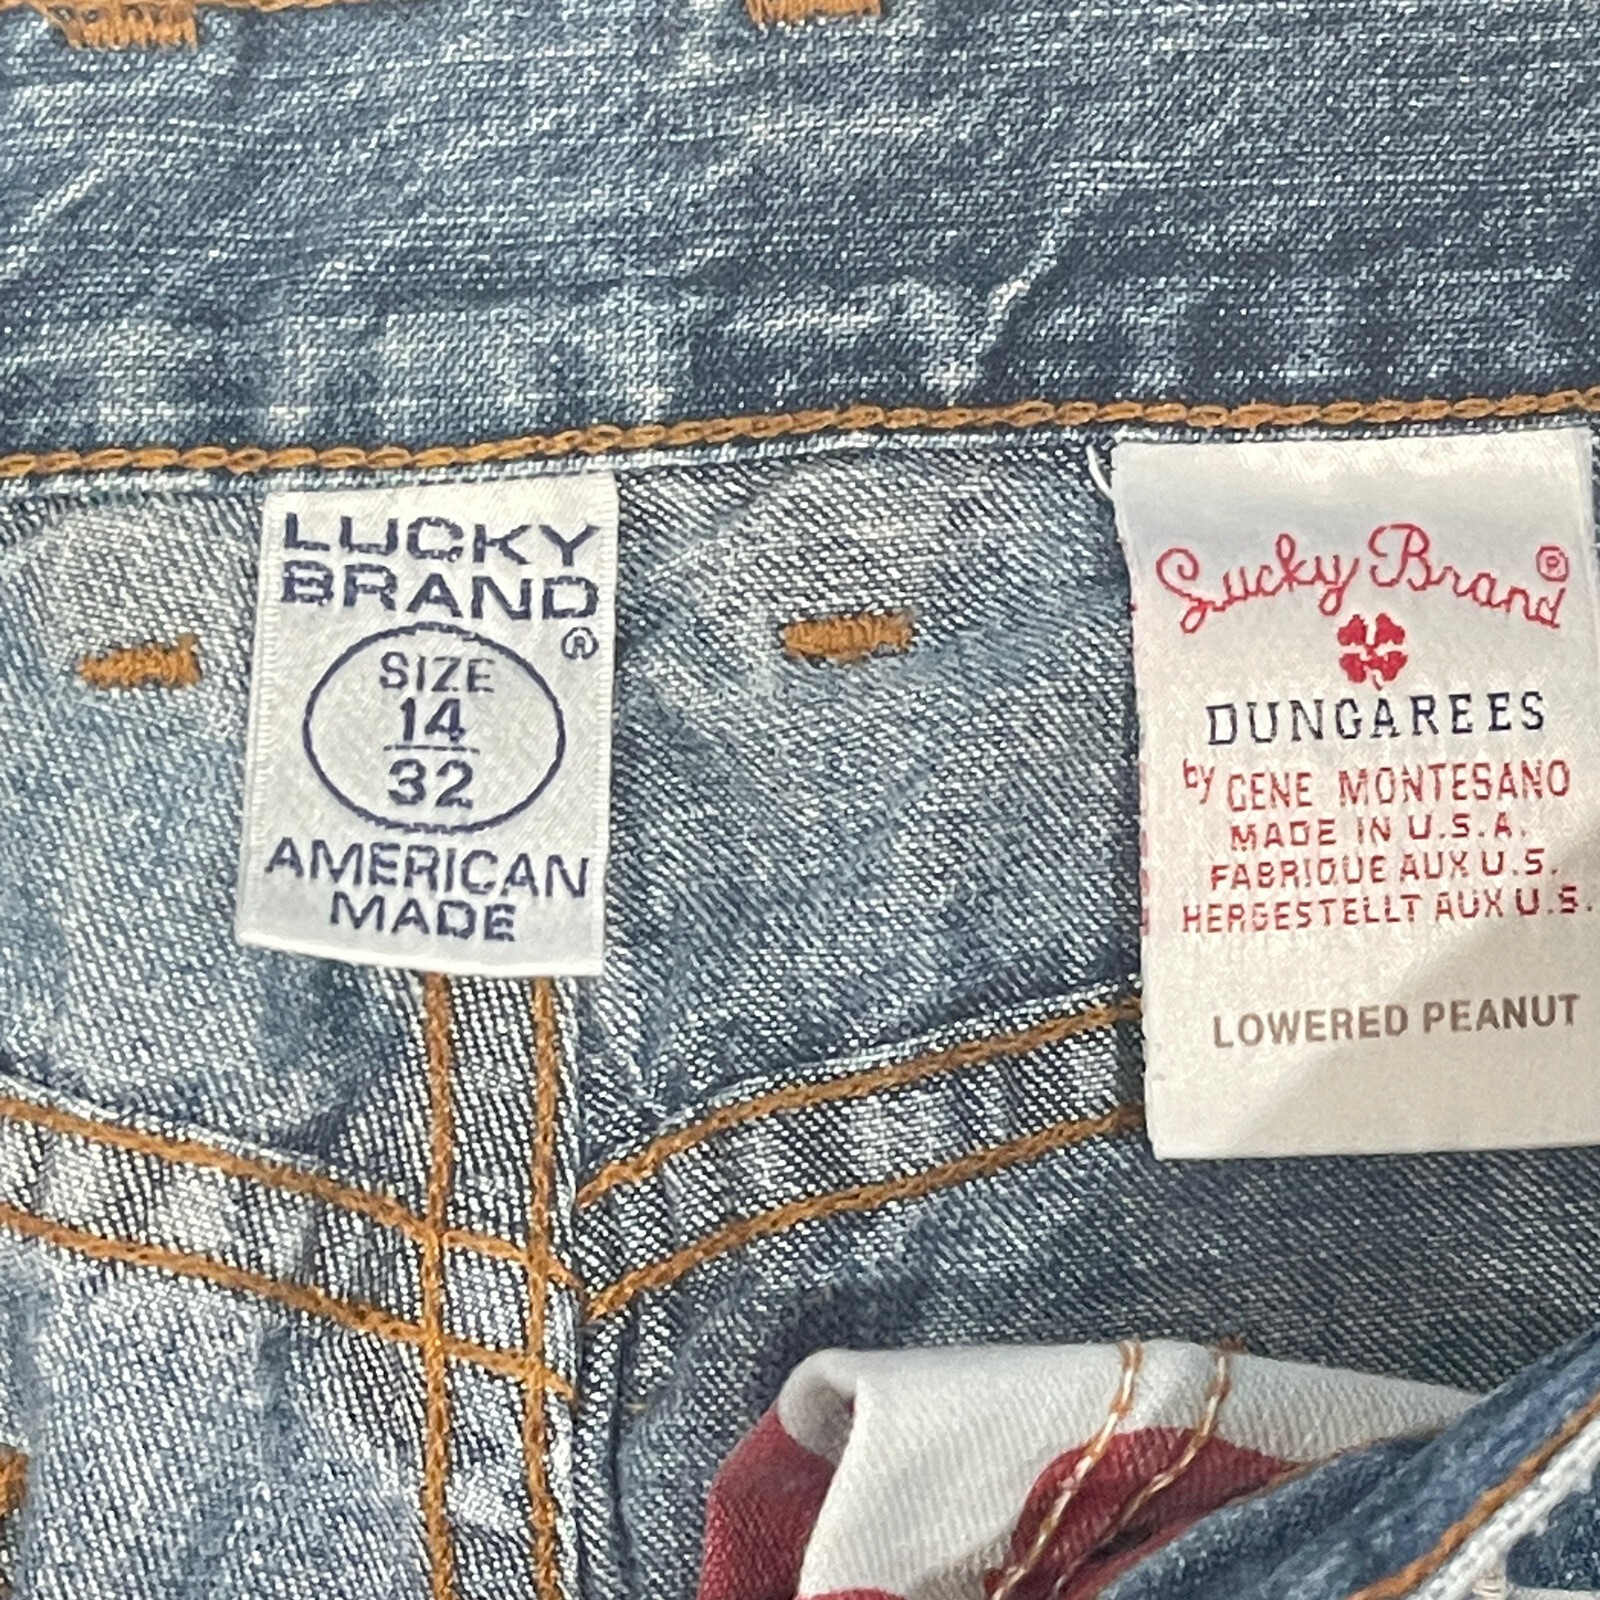 LUCKY
BRAND
®
SIZE
14
32
AMERICAN
MADE
Lucky Brand®
DUNGAREES
by GENE MONTESANO
MADE IN U.S.A.
FABRIQUE AUX U.S.
HERGESTELLT AUX U.S.
LOWERED PEANUT